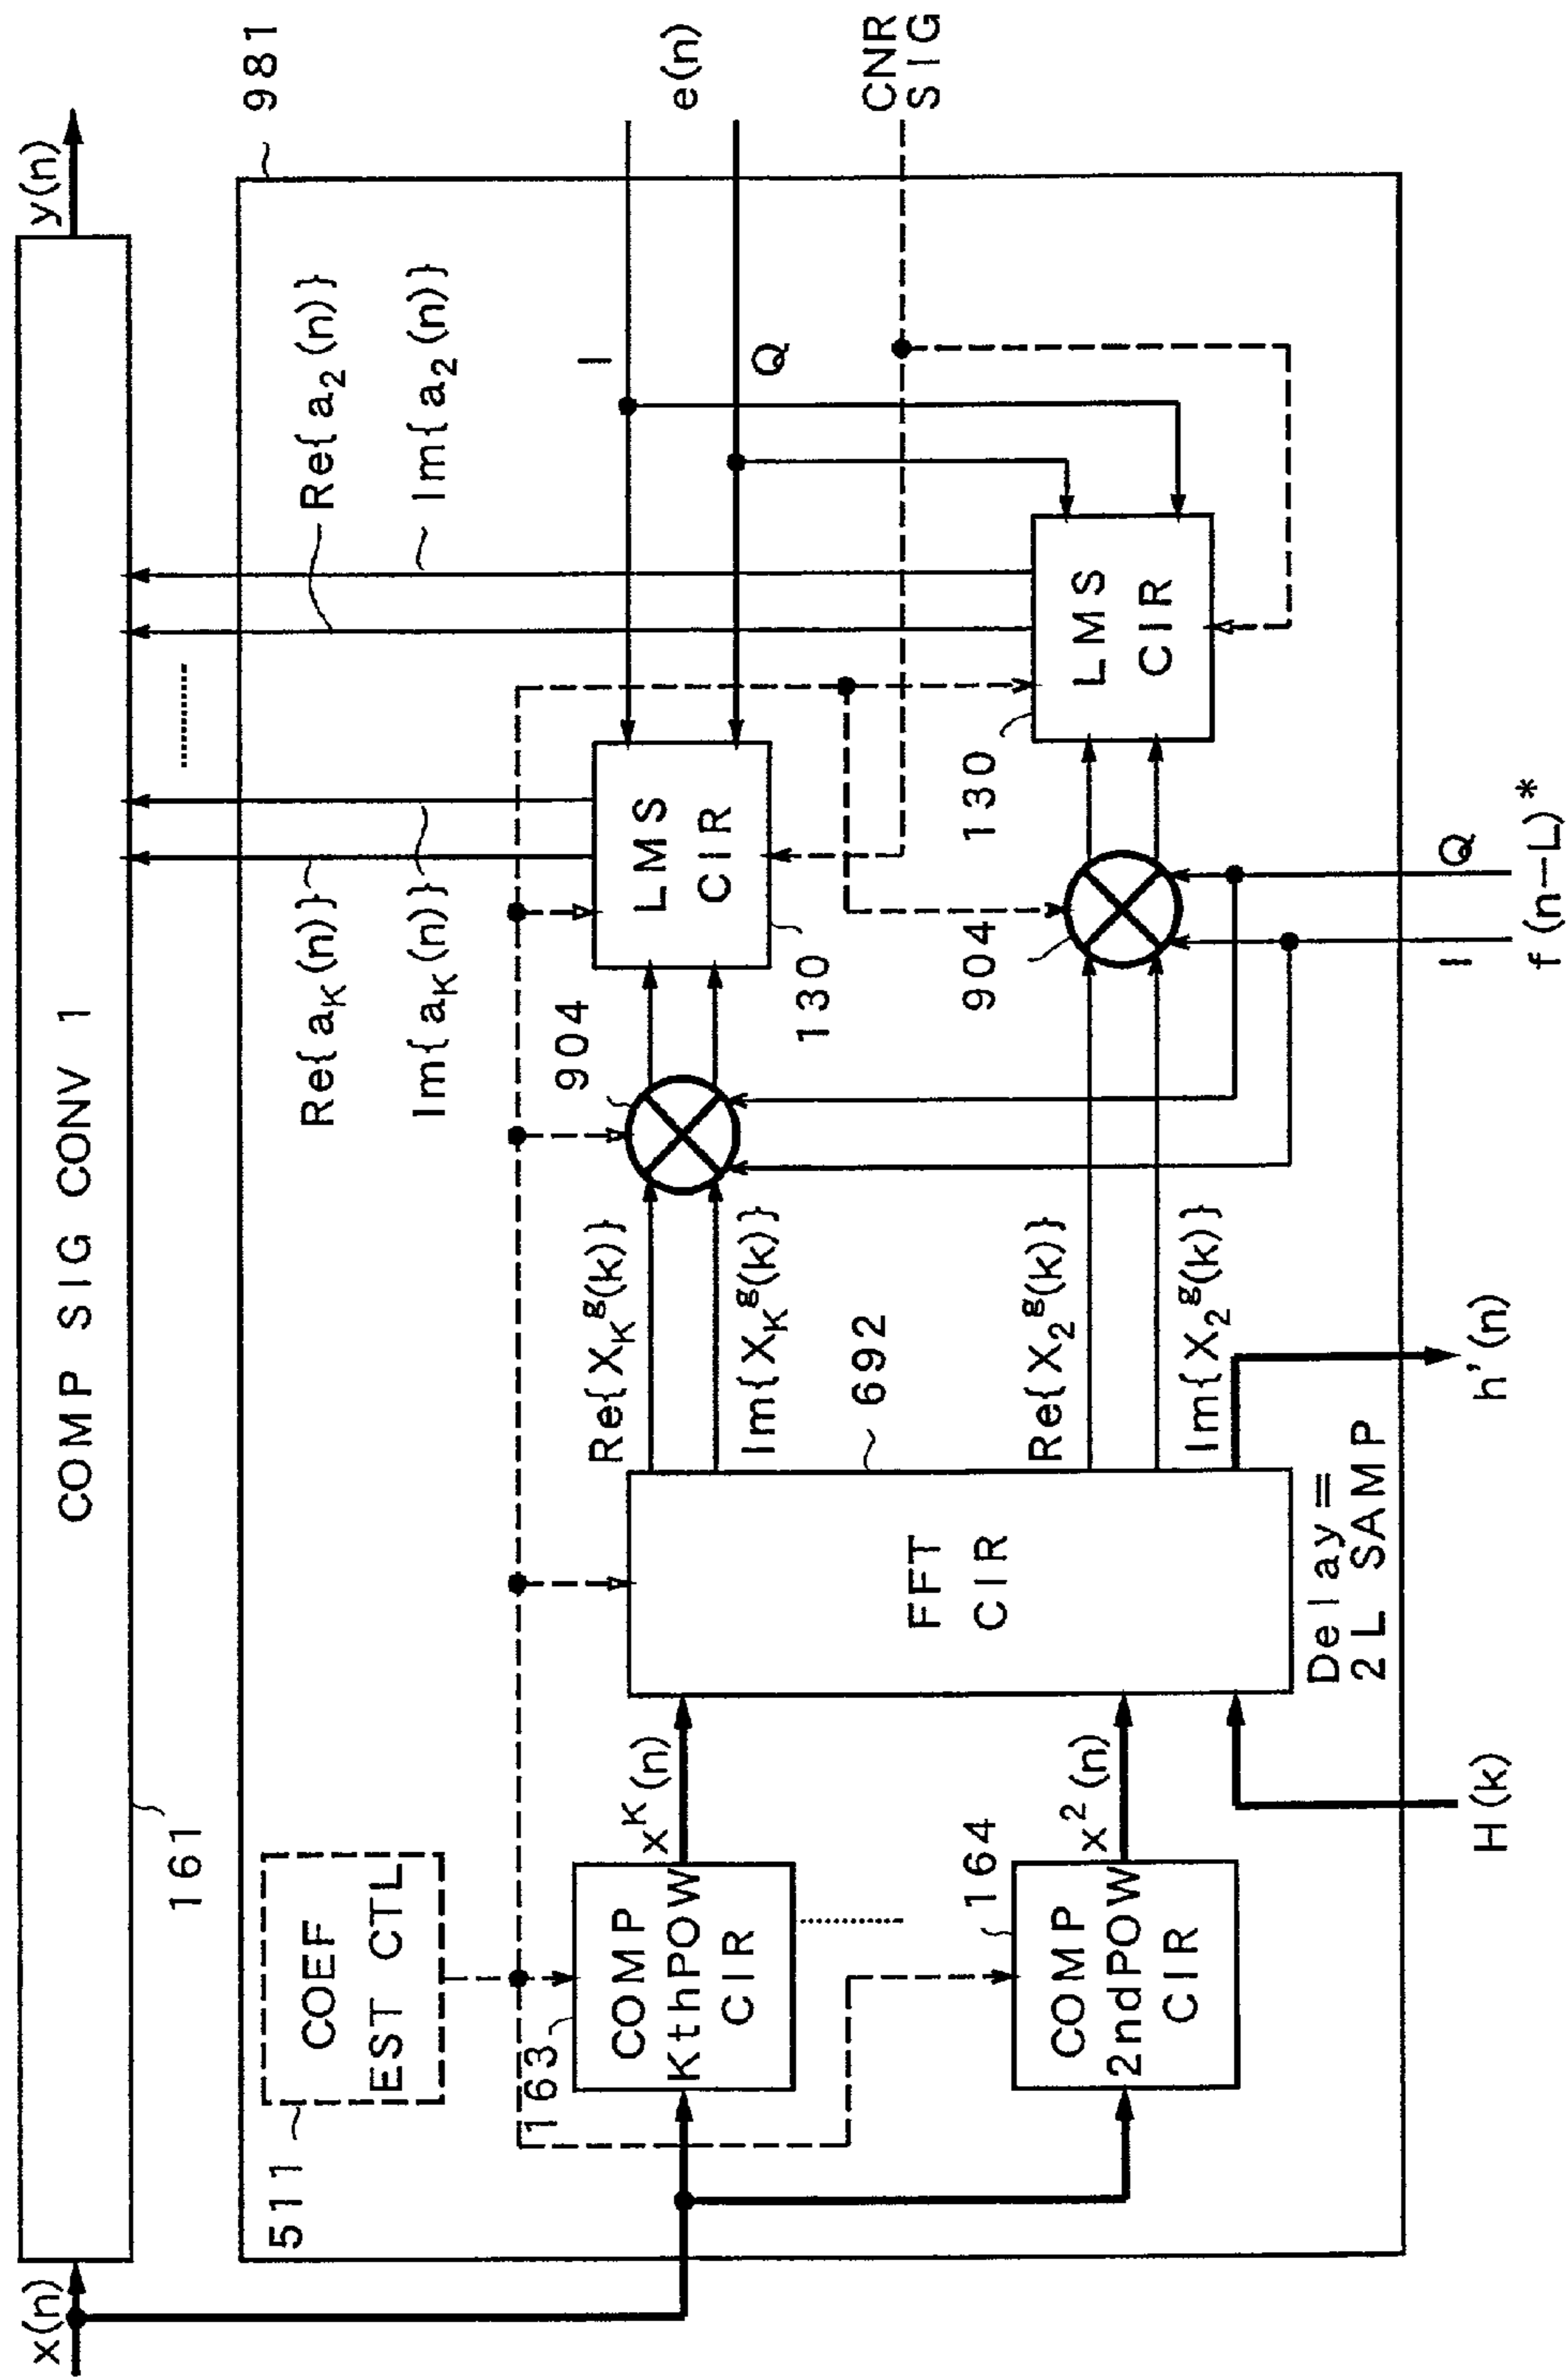 x(n)
COMP SIG CONV 1
y(n)
161
981
511
COEF
EST CTL
Re{aK(n)}
Im{aK(n)}
Re{a2(n)}
Im{a2(n)}
163
COMP
KthPOW
CIR
xK(n)
Re{XKg(k)}
Im{XKg(k)}
904
LMS
CIR
130
I
Q
e(n)
CNR
SIG
692
FFT
CIR
164
COMP
2ndPOW
CIR
x2(n)
Re{X2g(k)}
Im{X2g(k)}
904
130
LMS
CIR
Delay=
2L SAMP
H(k)
h'(n)
I
Q
f(n−L)*